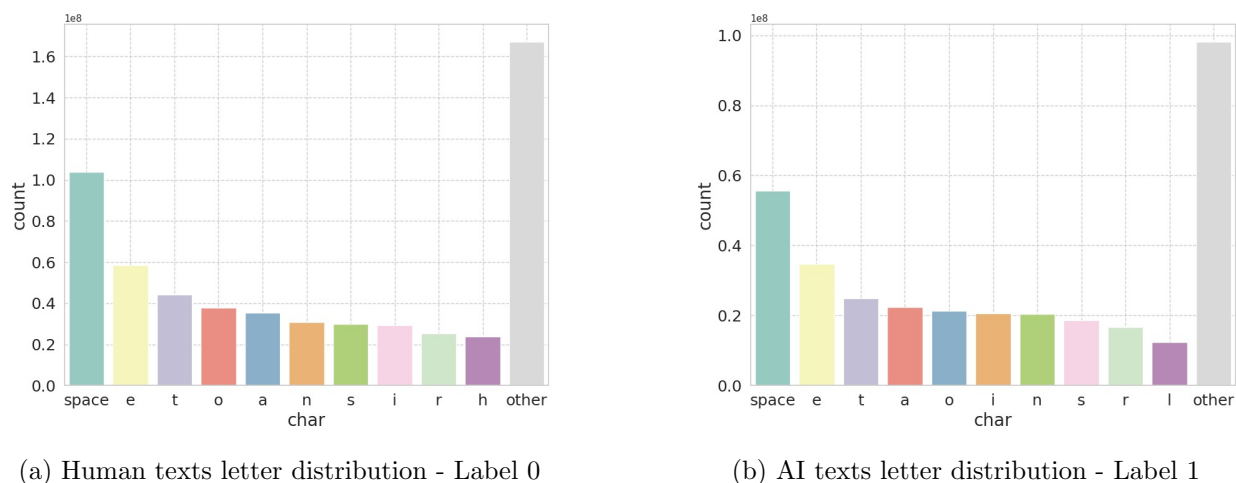 1e8
1.6
1.4
1.2
1.0
0.8
0.6
0.4
0.2
0.0
count
space e t o a n s i r h other
char
(a) Human texts letter distribution - Label 0
1e8
1.0
0.8
0.6
0.4
0.2
0.0
count
space e t a o i n s r l other
char
(b) AI texts letter distribution - Label 1